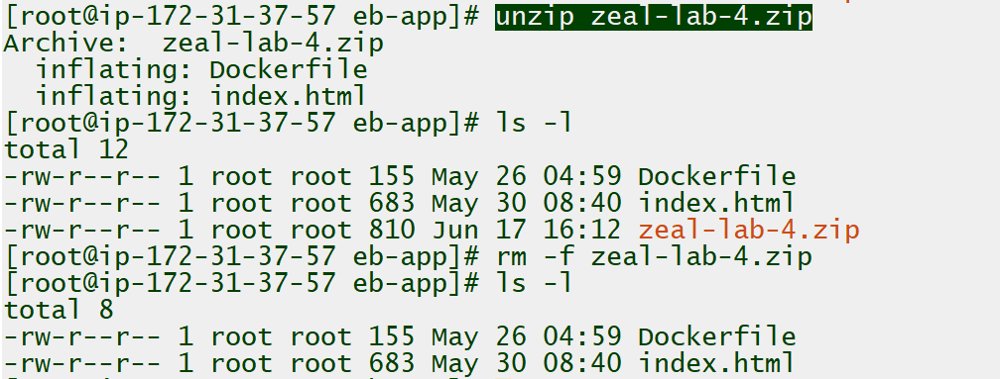 [root@ip-172-31-37-57 eb-app]# unzip zeal-lab-4.zip
Archive:  zeal-lab-4.zip
  inflating: Dockerfile
  inflating: index.html
[root@ip-172-31-37-57 eb-app]# ls -l
total 12
-rw-r--r-- 1 root root 155 May 26 04:59 Dockerfile
-rw-r--r-- 1 root root 683 May 30 08:40 index.html
-rw-r--r-- 1 root root 810 Jun 17 16:12 zeal-lab-4.zip
[root@ip-172-31-37-57 eb-app]# rm -f zeal-lab-4.zip
[root@ip-172-31-37-57 eb-app]# ls -l
total 8
-rw-r--r-- 1 root root 155 May 26 04:59 Dockerfile
-rw-r--r-- 1 root root 683 May 30 08:40 index.html